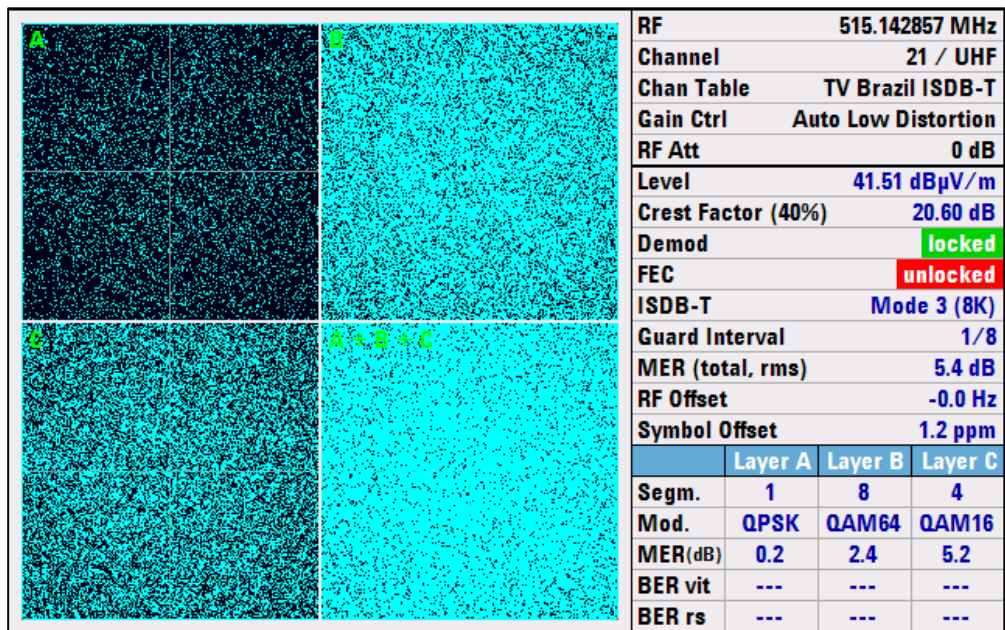 A
B
C
A + B + C
RF 515.142857 MHz
Channel 21 / UHF
Chan Table TV Brazil ISDB-T
Gain Ctrl Auto Low Distortion
RF Att 0 dB
Level 41.51 dBµV/m
Crest Factor (40%) 20.60 dB
Demod locked
FEC unlocked
ISDB-T Mode 3 (8K)
Guard Interval 1/8
MER (total, rms) 5.4 dB
RF Offset -0.0 Hz
Symbol Offset 1.2 ppm
Layer A Layer B Layer C
Segm. 1 8 4
Mod. QPSK QAM64 QAM16
MER(dB) 0.2 2.4 5.2
BER vit --- --- ---
BER rs --- --- ---